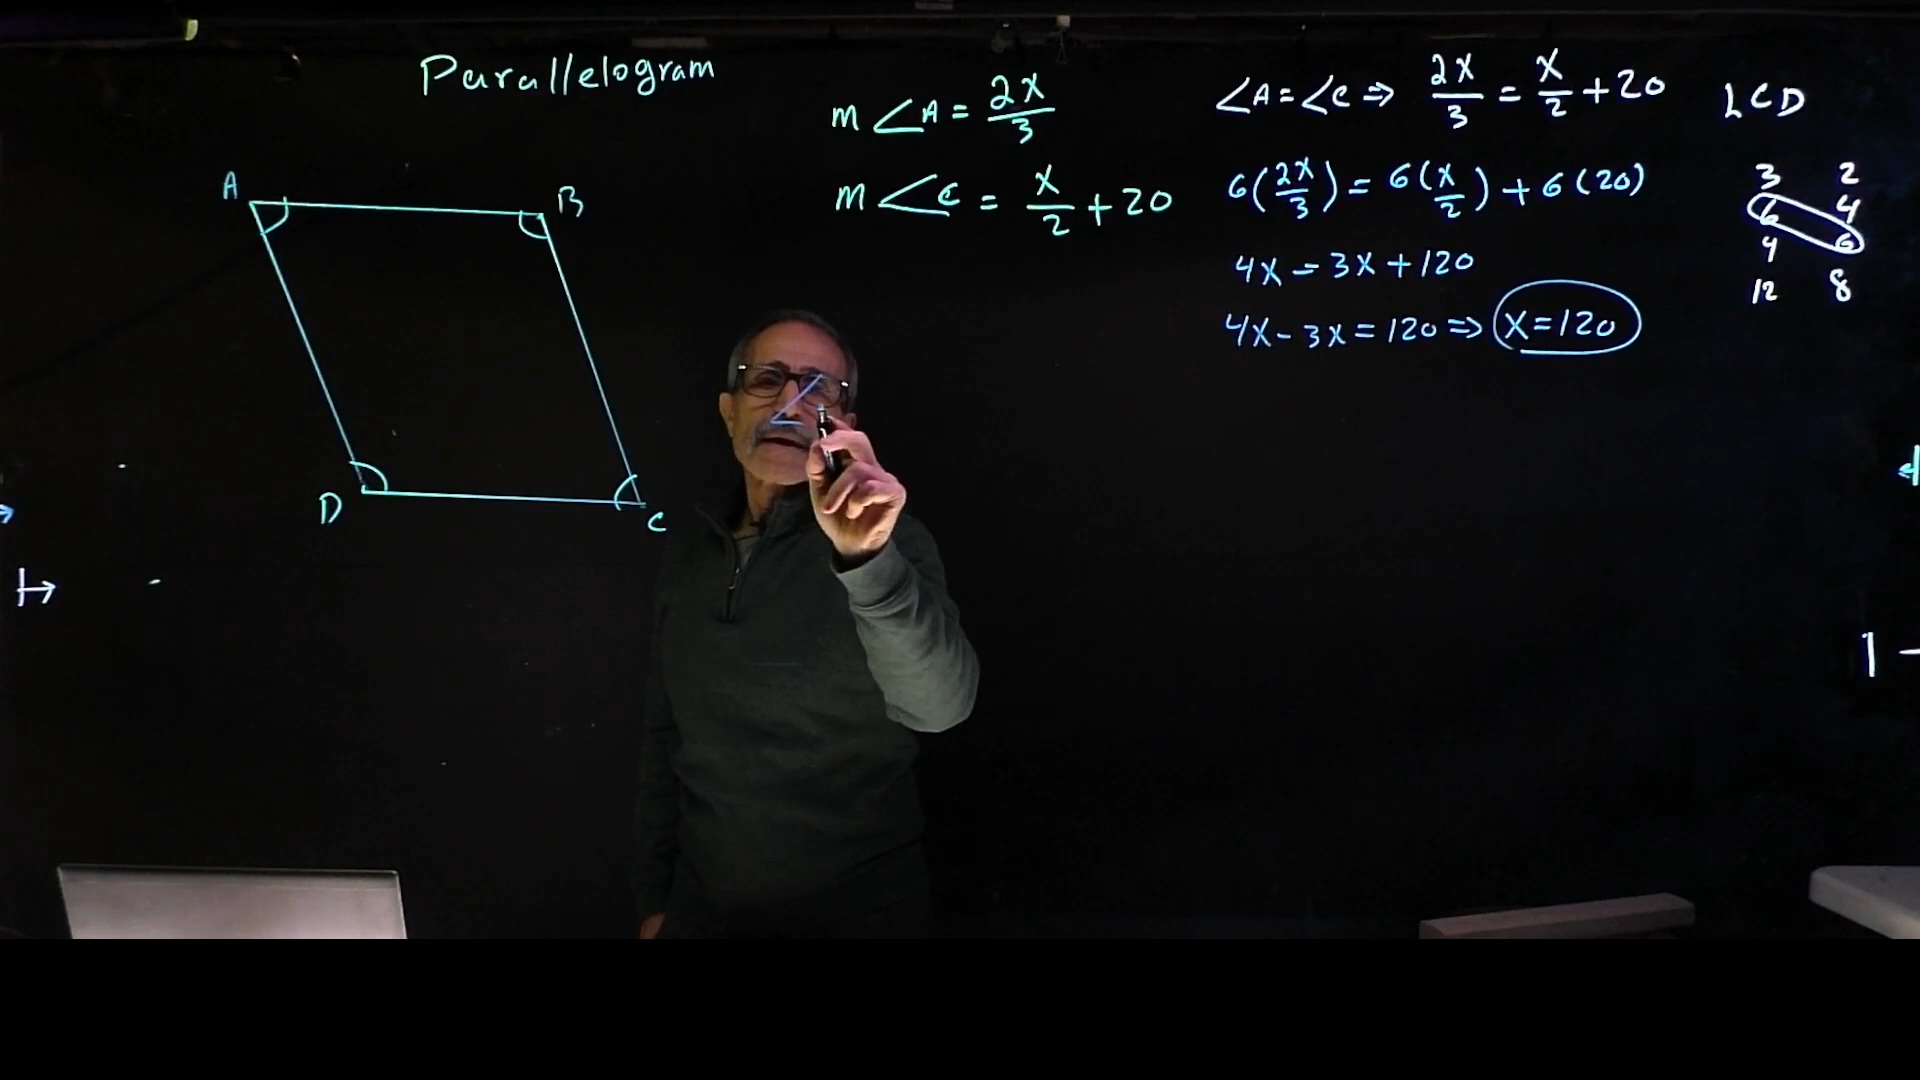 Parallelogram
A
B
D
C
m∠A = 2x/3
m∠C = x/2 + 20
∠A = ∠C ⇒ 2x/3 = x/2 + 20
6(2x/3) = 6(x/2) + 6(20)
4x = 3x + 120
4x - 3x = 120 ⇒ x = 120
LCD
3 2
6 4
4 6
12 8
∠